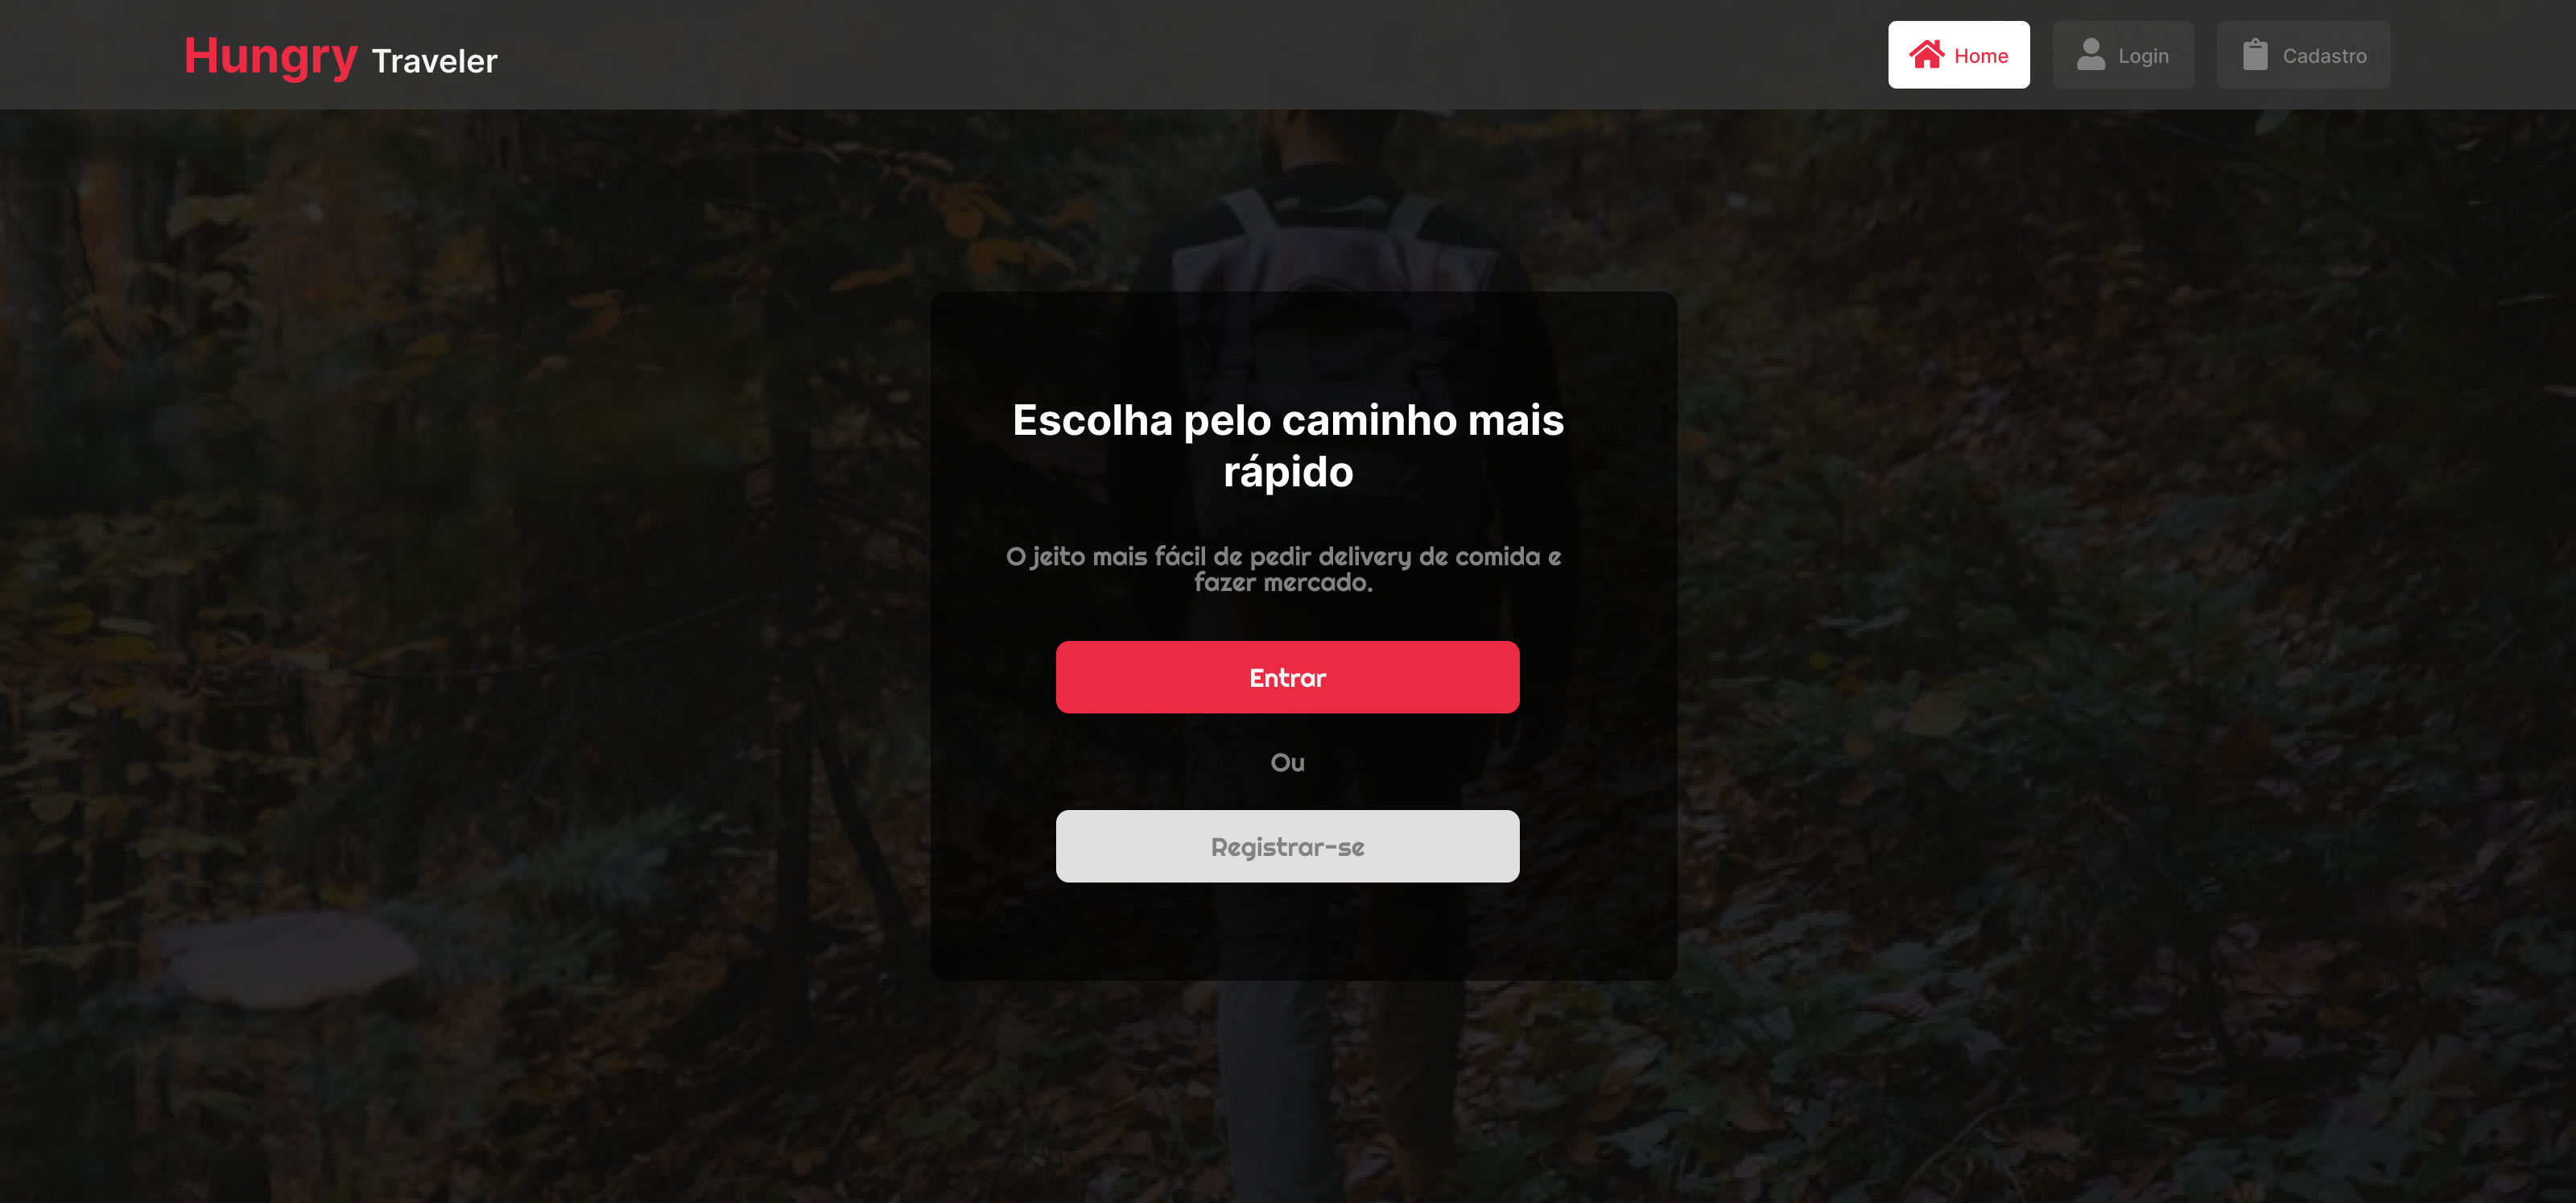 Hungry Traveler
Home
Login
Cadastro
Escolha pelo caminho mais
rápido
O jeito mais fácil de pedir delivery de comida e
fazer mercado.
Entrar
Ou
Registrar-se